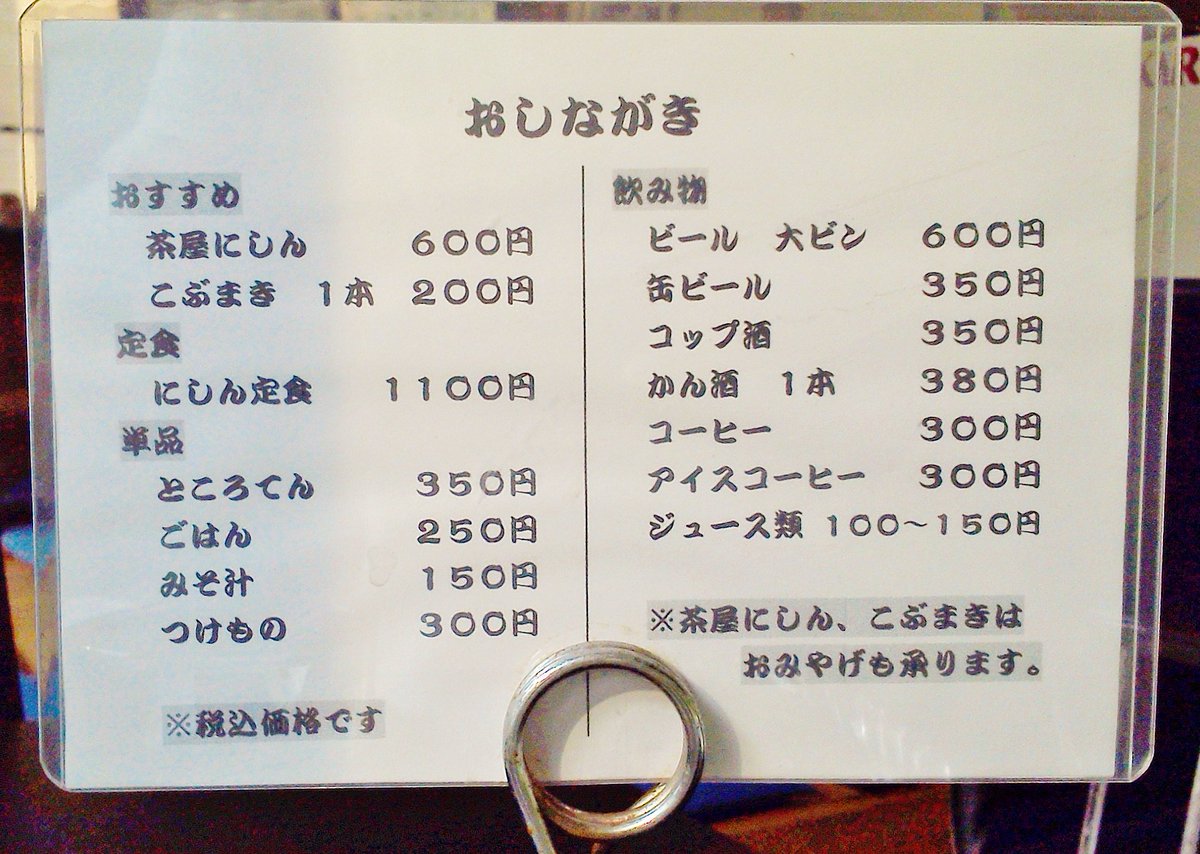 おしながき
おすすめ
茶屋にしん 600円
こぶまき 1本 200円
定食
にしん定食 1100円
単品
ところてん 350円
ごはん 250円
みそ汁 150円
つけもの 300円
※税込価格です
飲み物
ビール 大ビン 600円
缶ビール 350円
コップ酒 350円
かん酒 1本 380円
コーヒー 300円
アイスコーヒー 300円
ジュース類 100~150円
※茶屋にしん、こぶまきは
おみやげも承ります。